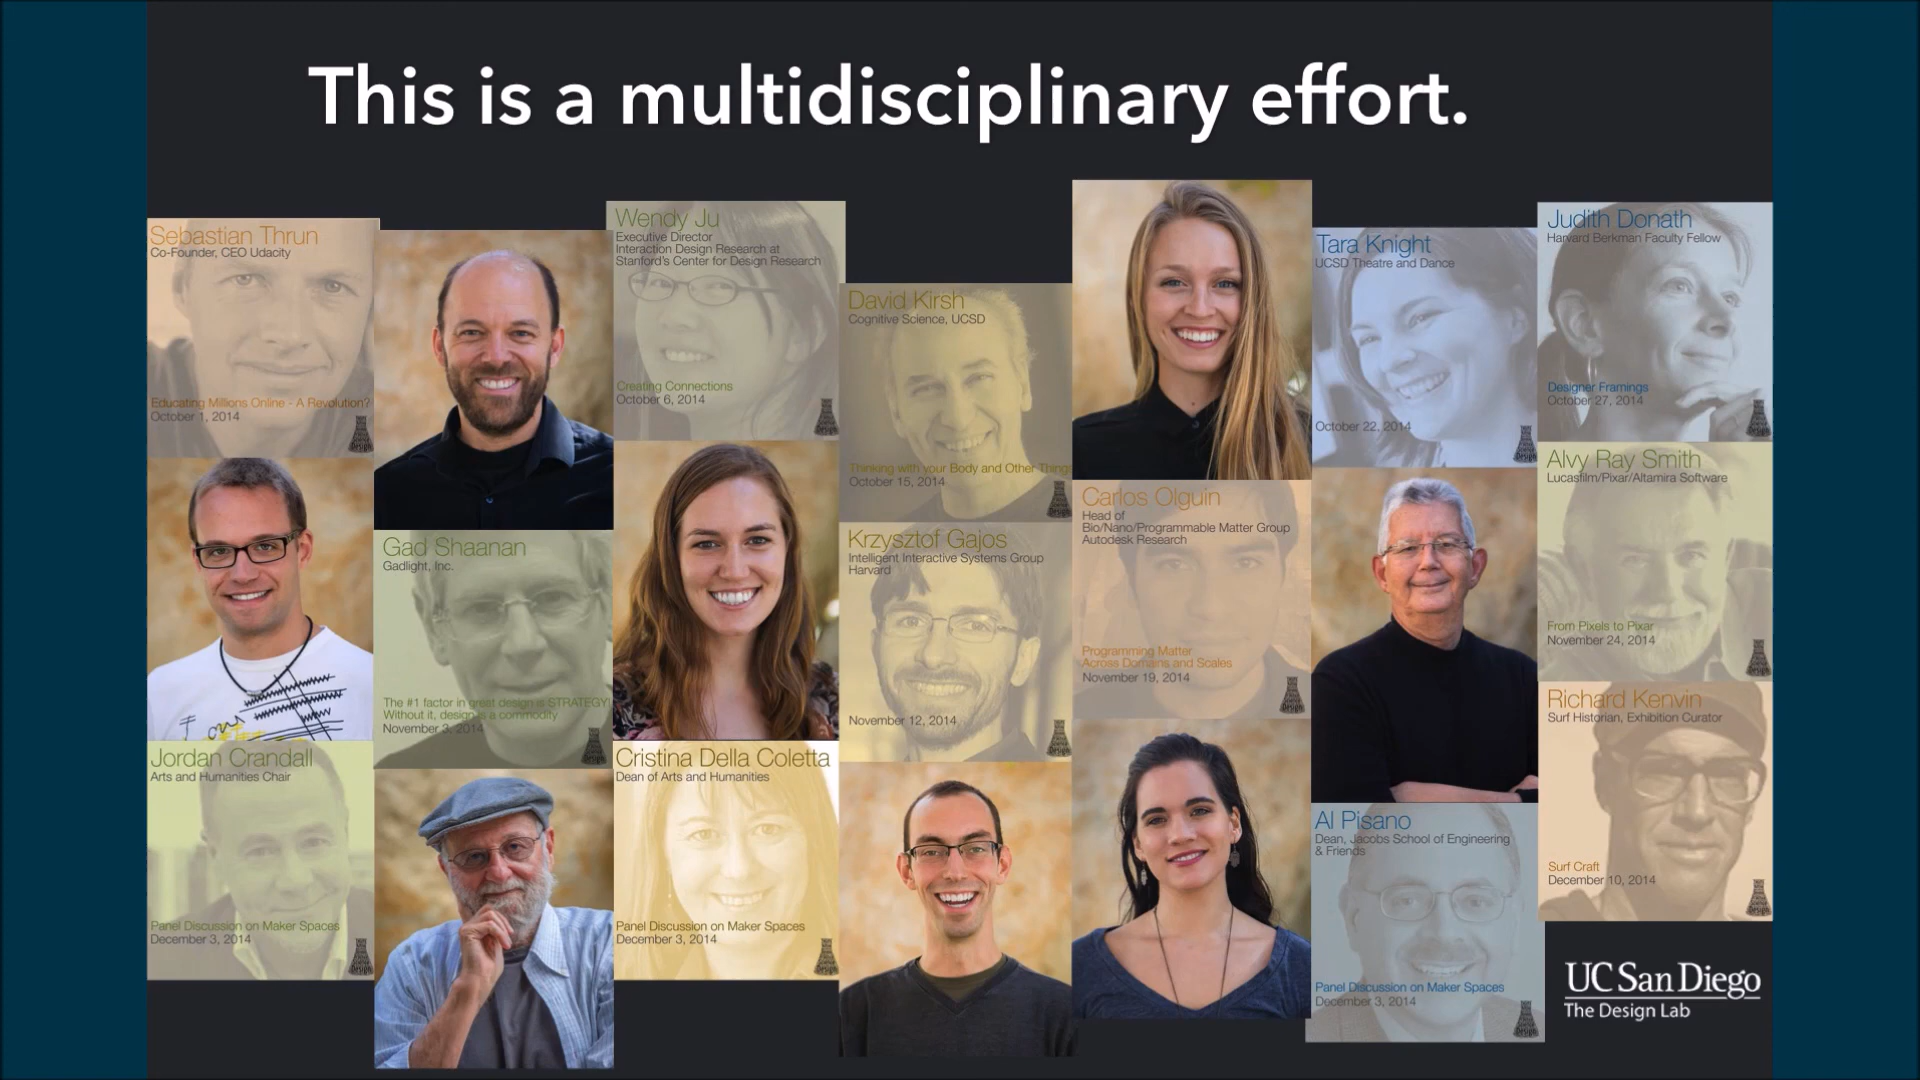 This is a multidisciplinary effort.
Sebastian Thrun
Co-Founder, CEO Udacity
Educating Millions Online - A Revolution?
October 1, 2014
Wendy Ju
Executive Director
Interaction Design Research at
Stanford's Center for Design Research
Creating Connections
October 6, 2014
David Kirsh
Cognitive Science, UCSD
Thinking with your Body and Other Things
October 15, 2014
Tara Knight
UCSD Theatre and Dance
October 22, 2014
Judith Donath
Harvard Berkman Faculty Fellow
Designer Framings
October 27, 2014
Gad Shaanan
Gadlight, Inc.
The #1 factor in great design is STRATEGY!
Without it, design is a commodity
November 3, 2014
Krzysztof Gajos
Intelligent Interactive Systems Group
Harvard
November 12, 2014
Carlos Olguin
Head of
Bio/Nano/Programmable Matter Group
Autodesk Research
Programming Matter
Across Domains and Scales
November 19, 2014
Alvy Ray Smith
Lucasfilm/Pixar/Altamira Software
From Pixels to Pixar
November 24, 2014
Jordan Crandall
Arts and Humanities Chair
Panel Discussion on Maker Spaces
December 3, 2014
Cristina Della Coletta
Dean of Arts and Humanities
Panel Discussion on Maker Spaces
December 3, 2014
Al Pisano
Dean, Jacobs School of Engineering
& Friends
Panel Discussion on Maker Spaces
December 3, 2014
Richard Kenvin
Surf Historian, Exhibition Curator
Surf Craft
December 10, 2014
UC San Diego
The Design Lab